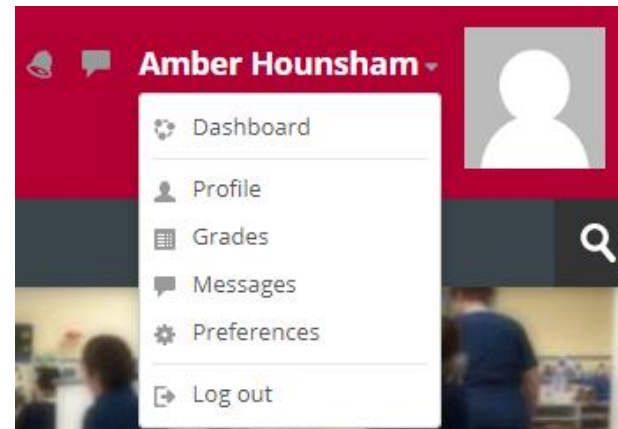 Amber Hounsham
Dashboard
Profile
Grades
Messages
Preferences
Log out